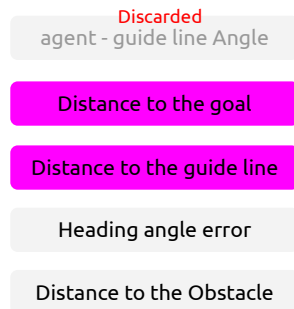 Discarded
agent - guide line Angle
Distance to the goal
Distance to the guide line
Heading angle error
Distance to the Obstacle